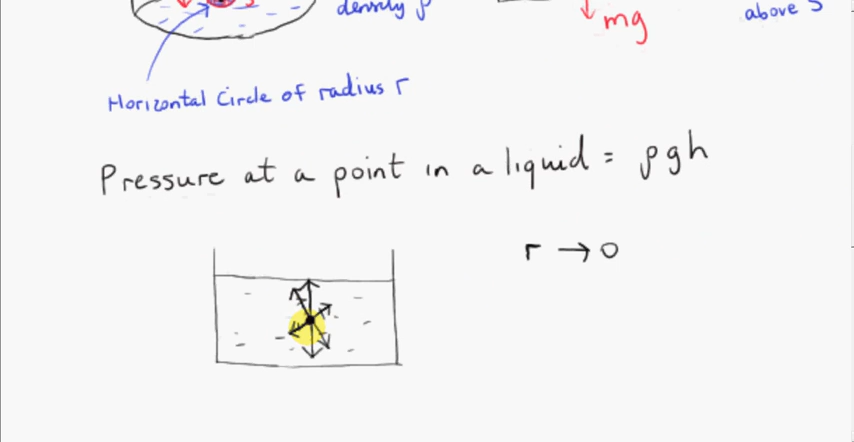 density ρ
mg
above S
Horizontal Circle of radius r
Pressure at a point in a liquid = ρgh
r → 0